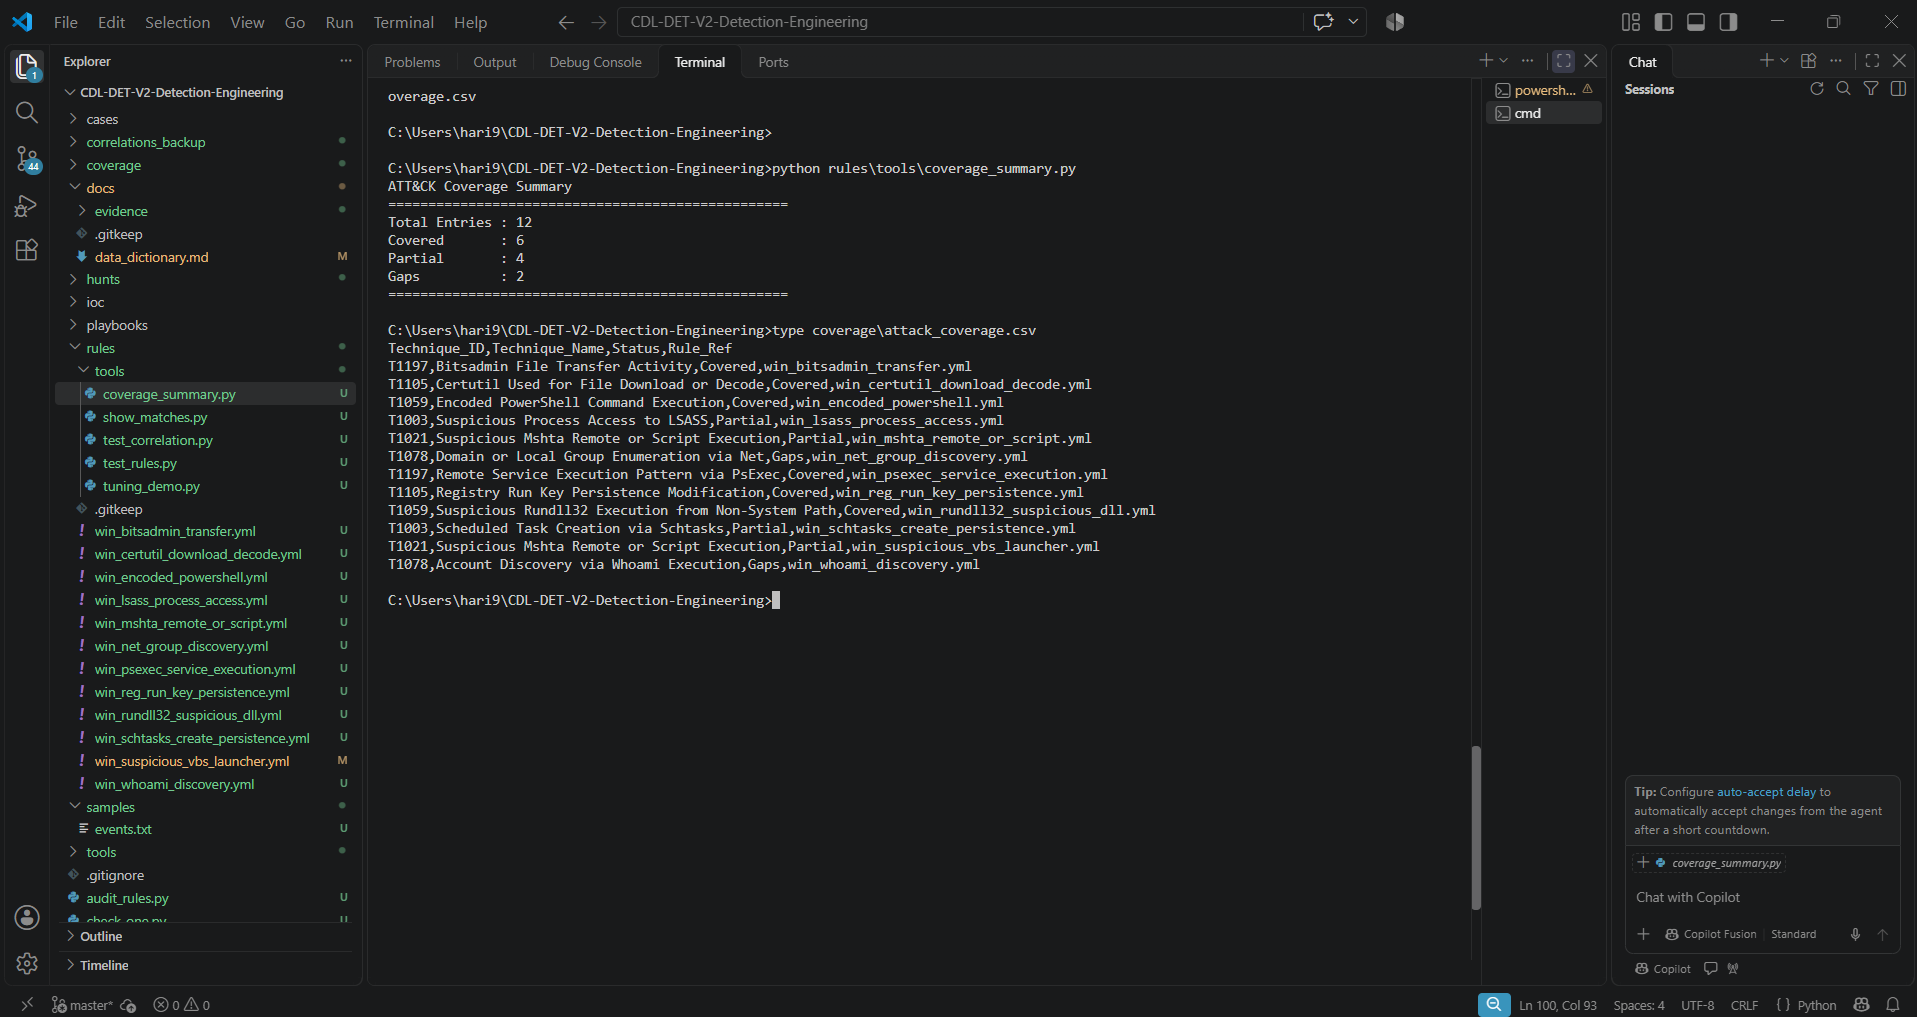 File Edit Selection View Go Run Terminal Help
CDL-DET-V2-Detection-Engineering
Explorer
1
44
CDL-DET-V2-Detection-Engineering
cases
correlations_backup
coverage
docs
evidence
.gitkeep
data_dictionary.md M
hunts
ioc
playbooks
rules
tools
coverage_summary.py U
show_matches.py U
test_correlation.py U
test_rules.py U
tuning_demo.py U
.gitkeep
win_bitsadmin_transfer.yml U
win_certutil_download_decode.yml U
win_encoded_powershell.yml U
win_lsass_process_access.yml U
win_mshta_remote_or_script.yml U
win_net_group_discovery.yml U
win_psexec_service_execution.yml U
win_reg_run_key_persistence.yml U
win_rundll32_suspicious_dll.yml U
win_schtasks_create_persistence.yml U
win_suspicious_vbs_launcher.yml M
win_whoami_discovery.yml U
samples
events.txt U
tools
.gitignore
audit_rules.py U
check_one.py U
Outline
Timeline
Problems Output Debug Console Terminal Ports
overage.csv
C:\Users\hari9\CDL-DET-V2-Detection-Engineering>
C:\Users\hari9\CDL-DET-V2-Detection-Engineering>python rules\tools\coverage_summary.py
ATT&CK Coverage Summary
==================================================
Total Entries : 12
Covered : 6
Partial : 4
Gaps : 2
==================================================
C:\Users\hari9\CDL-DET-V2-Detection-Engineering>type coverage\attack_coverage.csv
Technique_ID,Technique_Name,Status,Rule_Ref
T1197,Bitsadmin File Transfer Activity,Covered,win_bitsadmin_transfer.yml
T1105,Certutil Used for File Download or Decode,Covered,win_certutil_download_decode.yml
T1059,Encoded PowerShell Command Execution,Covered,win_encoded_powershell.yml
T1003,Suspicious Process Access to LSASS,Partial,win_lsass_process_access.yml
T1021,Suspicious Mshta Remote or Script Execution,Partial,win_mshta_remote_or_script.yml
T1078,Domain or Local Group Enumeration via Net,Gaps,win_net_group_discovery.yml
T1197,Remote Service Execution Pattern via PsExec,Covered,win_psexec_service_execution.yml
T1105,Registry Run Key Persistence Modification,Covered,win_reg_run_key_persistence.yml
T1059,Suspicious Rundll32 Execution from Non-System Path,Covered,win_rundll32_suspicious_dll.yml
T1003,Scheduled Task Creation via Schtasks,Partial,win_schtasks_create_persistence.yml
T1021,Suspicious Mshta Remote or Script Execution,Partial,win_suspicious_vbs_launcher.yml
T1078,Account Discovery via Whoami Execution,Gaps,win_whoami_discovery.yml
C:\Users\hari9\CDL-DET-V2-Detection-Engineering>
powersh...
cmd
Chat
Sessions
Tip: Configure auto-accept delay to
automatically accept changes from the agent
after a short countdown.
coverage_summary.py
Chat with Copilot
Copilot Fusion Standard
Copilot
master* 0 0 Ln 100, Col 93 Spaces: 4 UTF-8 CRLF { } Python